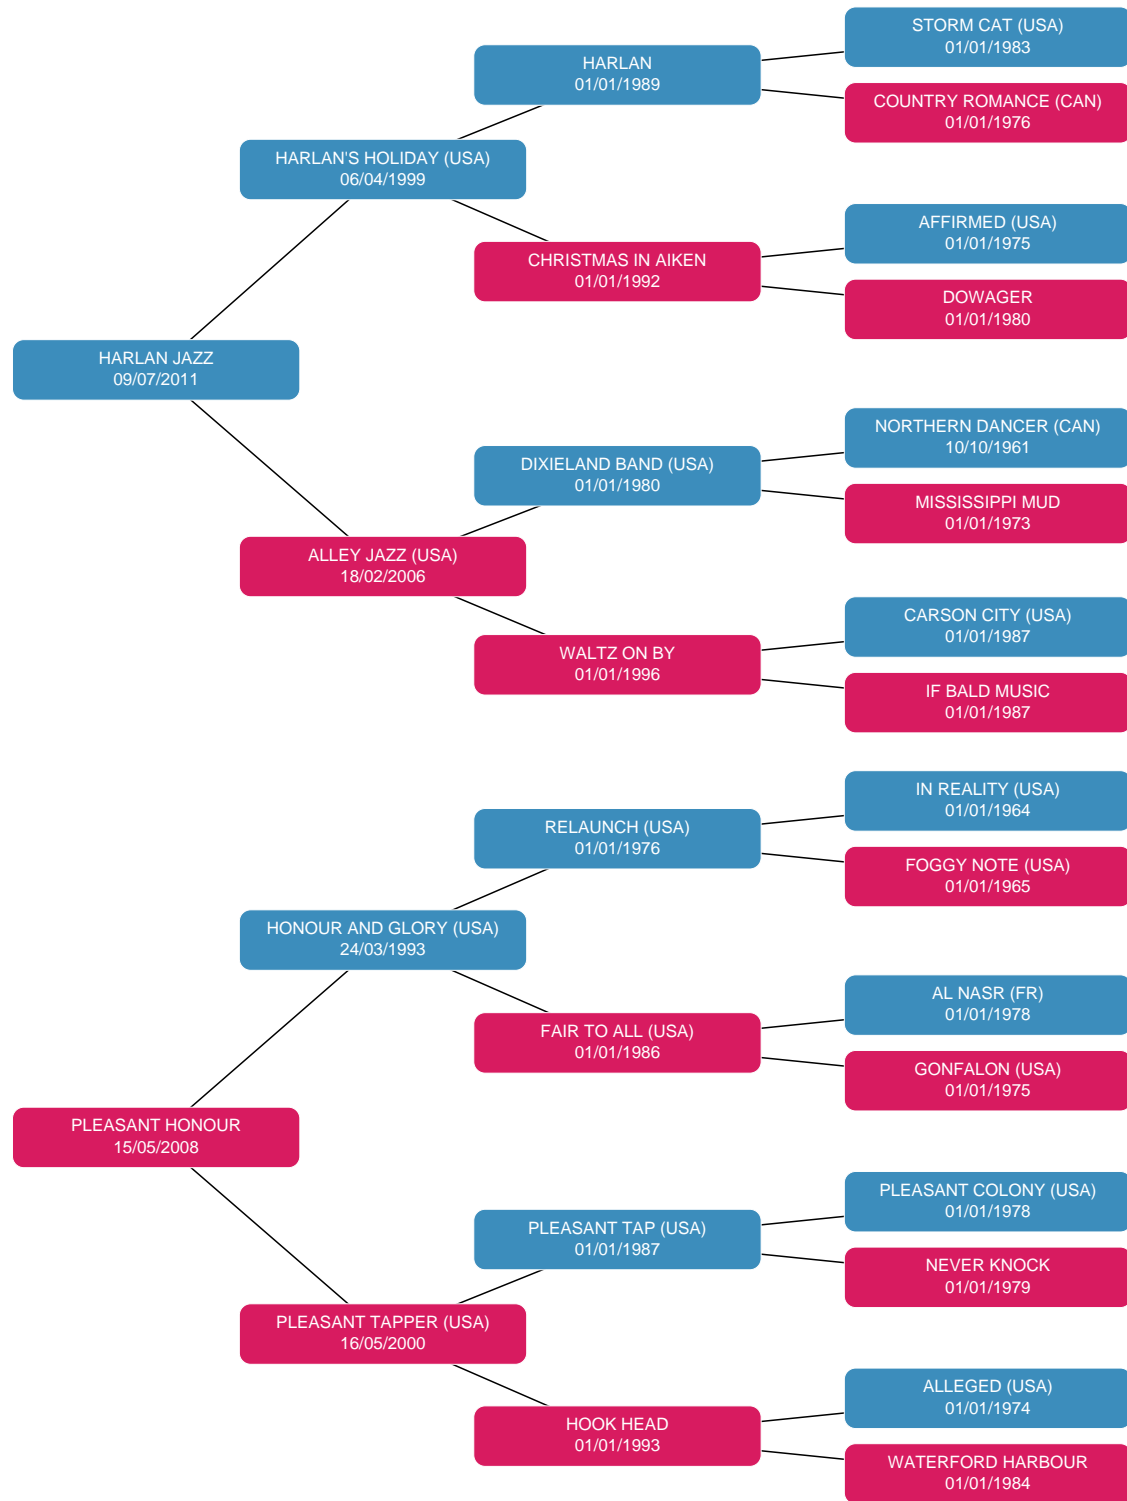 STORM CAT (USA)
01/01/1983
HARLAN
01/01/1989
COUNTRY ROMANCE (CAN)
01/01/1976
HARLAN'S HOLIDAY (USA)
06/04/1999
AFFIRMED (USA)
01/01/1975
CHRISTMAS IN AIKEN
01/01/1992
DOWAGER
01/01/1980
HARLAN JAZZ
09/07/2011
NORTHERN DANCER (CAN)
10/10/1961
DIXIELAND BAND (USA)
01/01/1980
MISSISSIPPI MUD
01/01/1973
ALLEY JAZZ (USA)
18/02/2006
CARSON CITY (USA)
01/01/1987
WALTZ ON BY
01/01/1996
IF BALD MUSIC
01/01/1987
IN REALITY (USA)
01/01/1964
RELAUNCH (USA)
01/01/1976
FOGGY NOTE (USA)
01/01/1965
HONOUR AND GLORY (USA)
24/03/1993
AL NASR (FR)
01/01/1978
FAIR TO ALL (USA)
01/01/1986
GONFALON (USA)
01/01/1975
PLEASANT HONOUR
15/05/2008
PLEASANT COLONY (USA)
01/01/1978
PLEASANT TAP (USA)
01/01/1987
NEVER KNOCK
01/01/1979
PLEASANT TAPPER (USA)
16/05/2000
ALLEGED (USA)
01/01/1974
HOOK HEAD
01/01/1993
WATERFORD HARBOUR
01/01/1984